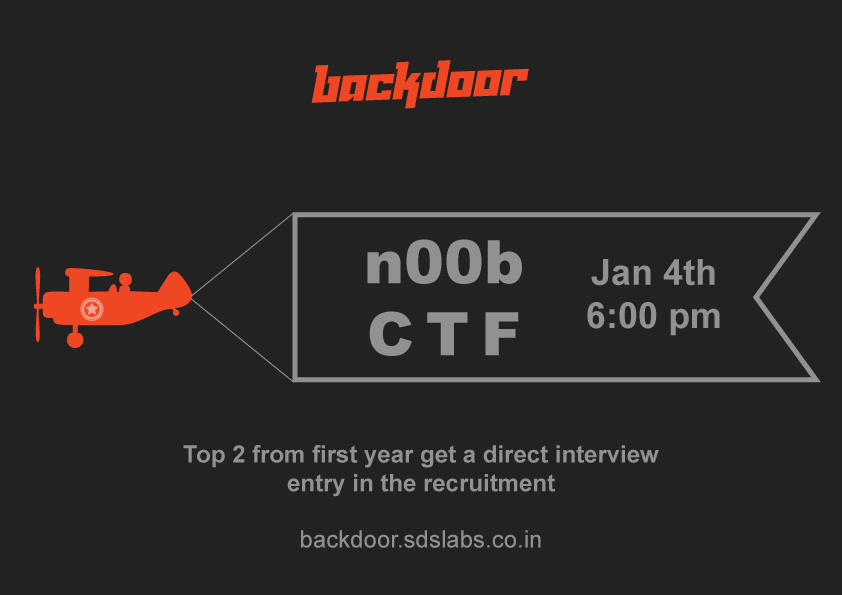 backdoor
n00b
CTF
Jan 4th
6:00 pm
Top 2 from first year get a direct interview
entry in the recruitment
backdoor.sdslabs.co.in